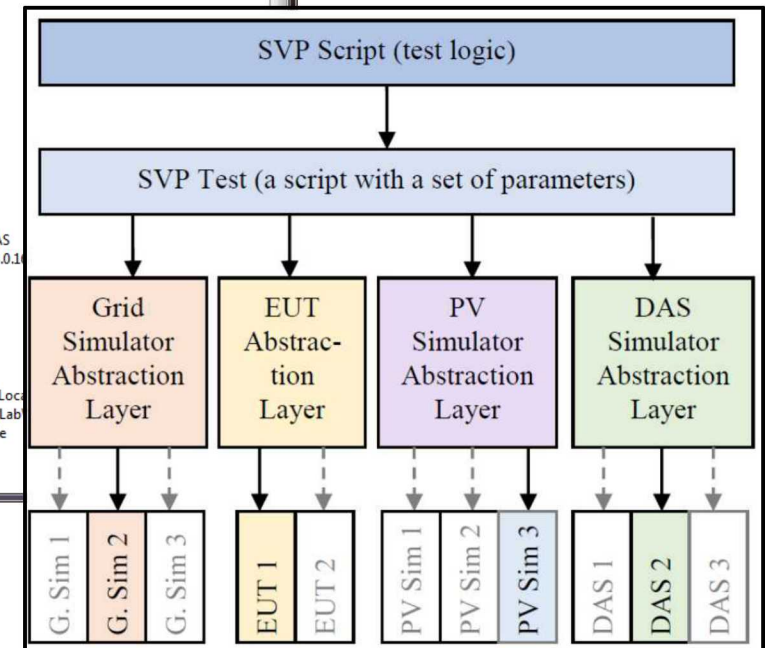 SVP Script (test logic)
SVP Test (a script with a set of parameters)
Grid
Simulator
Abstraction
Layer
EUT
Abstrac-
tion
Layer
PV
Simulator
Abstraction
Layer
DAS
Simulator
Abstraction
Layer
G. Sim 1
G. Sim 2
G. Sim 3
EUT 1
EUT 2
PV Sim 1
PV Sim 2
PV Sim 3
DAS 1
DAS 2
DAS 3